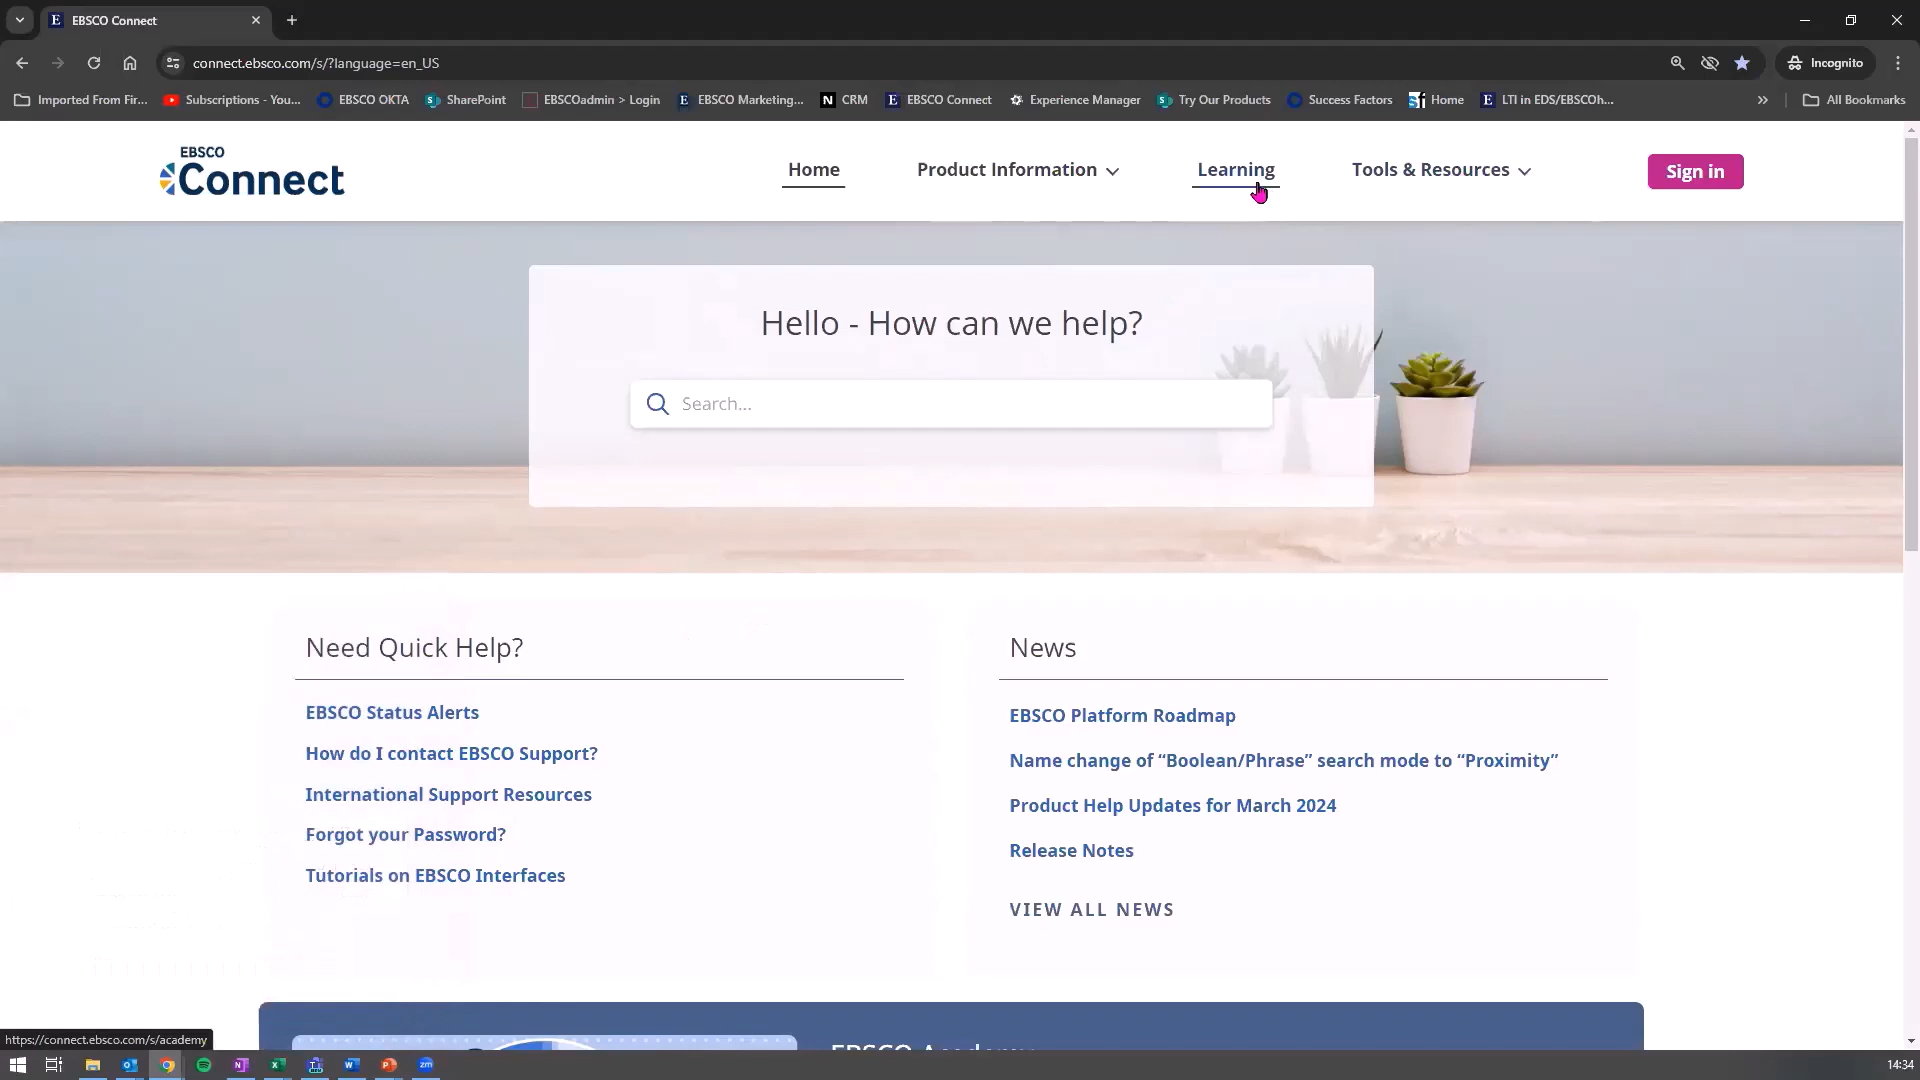 EBSCO Connect
connect.ebsco.com/s/?language=en_US
Incognito
Imported From Fir...
Subscriptions - You...
EBSCO OKTA
SharePoint
EBSCOadmin > Login
EBSCO Marketing...
CRM
EBSCO Connect
Experience Manager
Try Our Products
Success Factors
Home
LTI in EDS/EBSCOh...
All Bookmarks
EBSCO
Connect
Home
Product Information
Learning
Tools & Resources
Sign in
Hello - How can we help?
Search...
Need Quick Help?
EBSCO Status Alerts
How do I contact EBSCO Support?
International Support Resources
Forgot your Password?
Tutorials on EBSCO Interfaces
News
EBSCO Platform Roadmap
Name change of “Boolean/Phrase” search mode to “Proximity”
Product Help Updates for March 2024
Release Notes
VIEW ALL NEWS
EBSCO Academy
https://connect.ebsco.com/s/academy
14:34